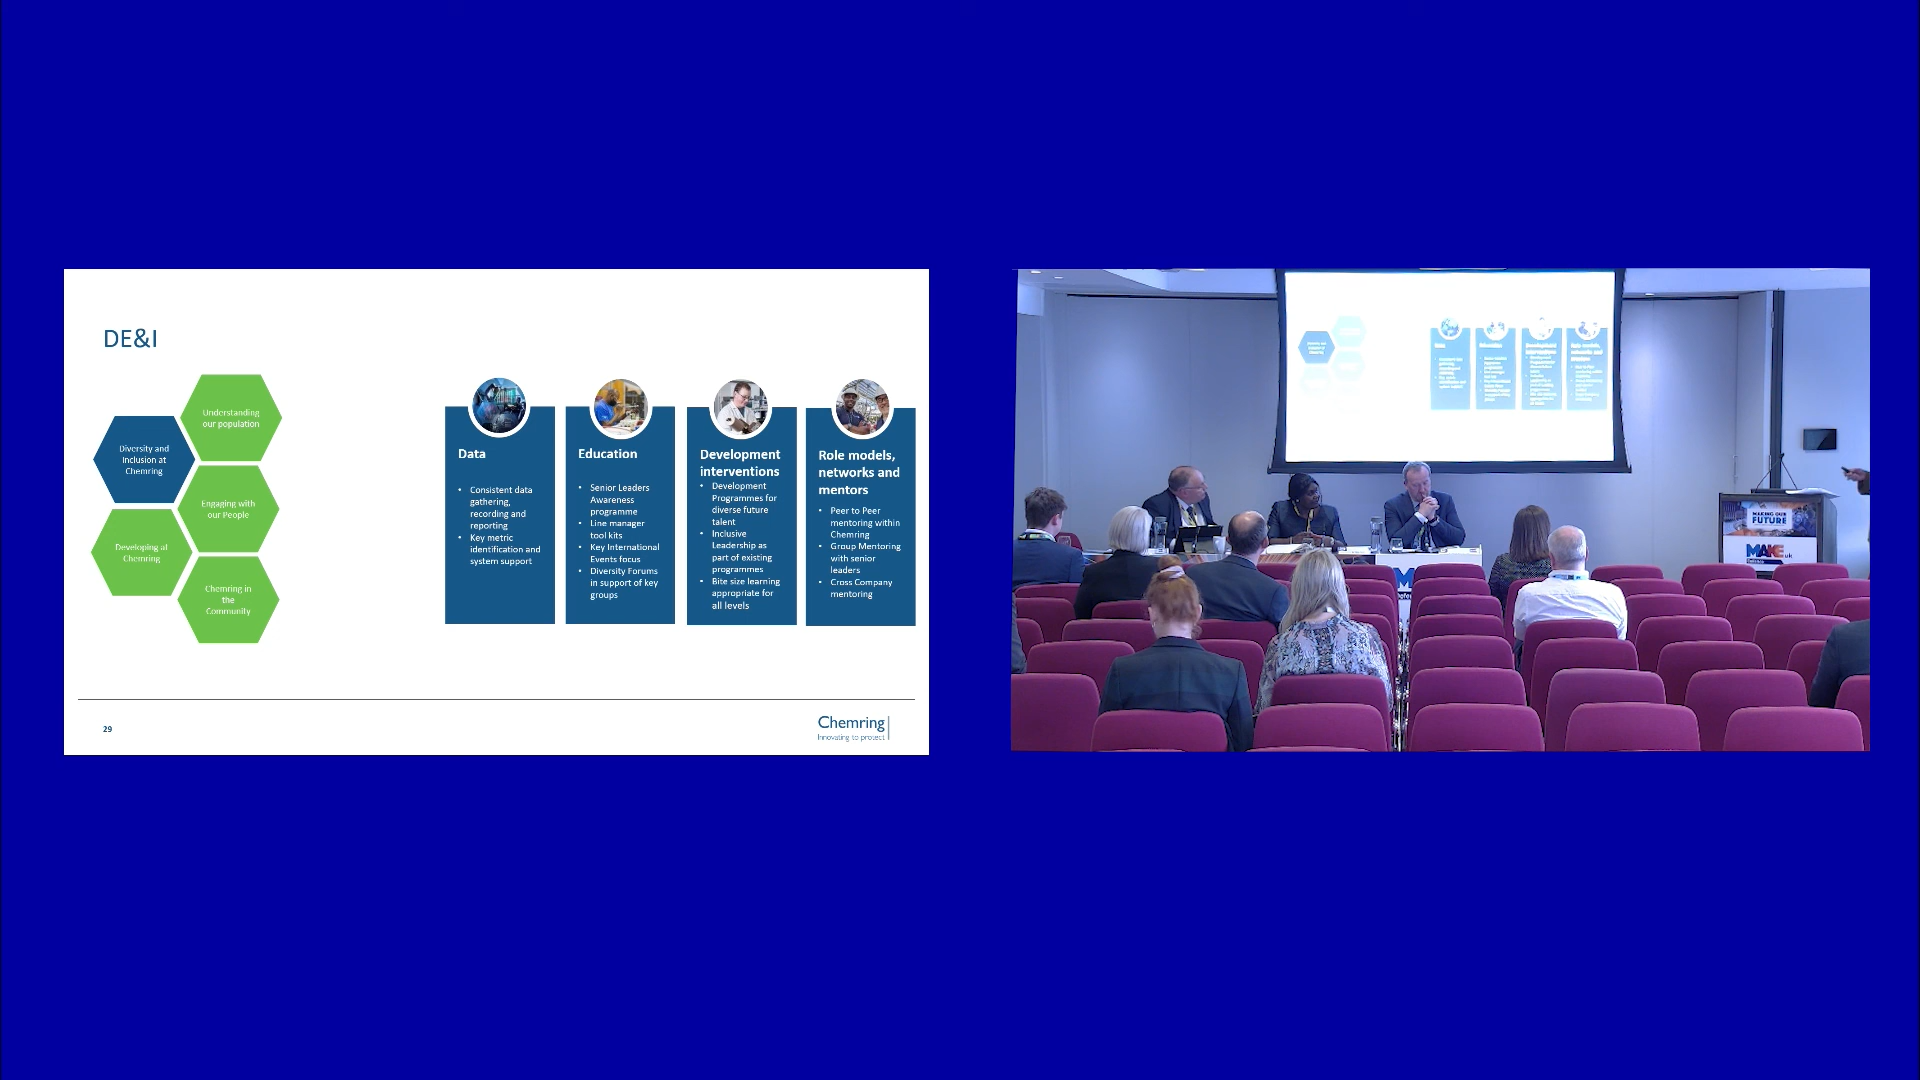 DE&I
Understanding
our population
Diversity and
Inclusion at
Chemring
Engaging with
our People
Developing at
Chemring
Chemring in
the
Community
Data
• Consistent data
gathering,
recording and
reporting
• Key metric
identification and
system support
Education
• Senior Leaders
Awareness
programme
• Line manager
tool kits
• Key International
Events focus
• Diversity Forums
in support of key
groups
Development
interventions
• Development
Programmes for
diverse future
talent
• Inclusive
Leadership as
part of existing
programmes
• Bite size learning
appropriate for
all levels
Role models,
networks and
mentors
• Peer to Peer
mentoring within
Chemring
• Group Mentoring
with senior
leaders
• Cross Company
mentoring
29
Chemring
Innovating to protect
MAKING OUR
FUTURE
MAKE uk